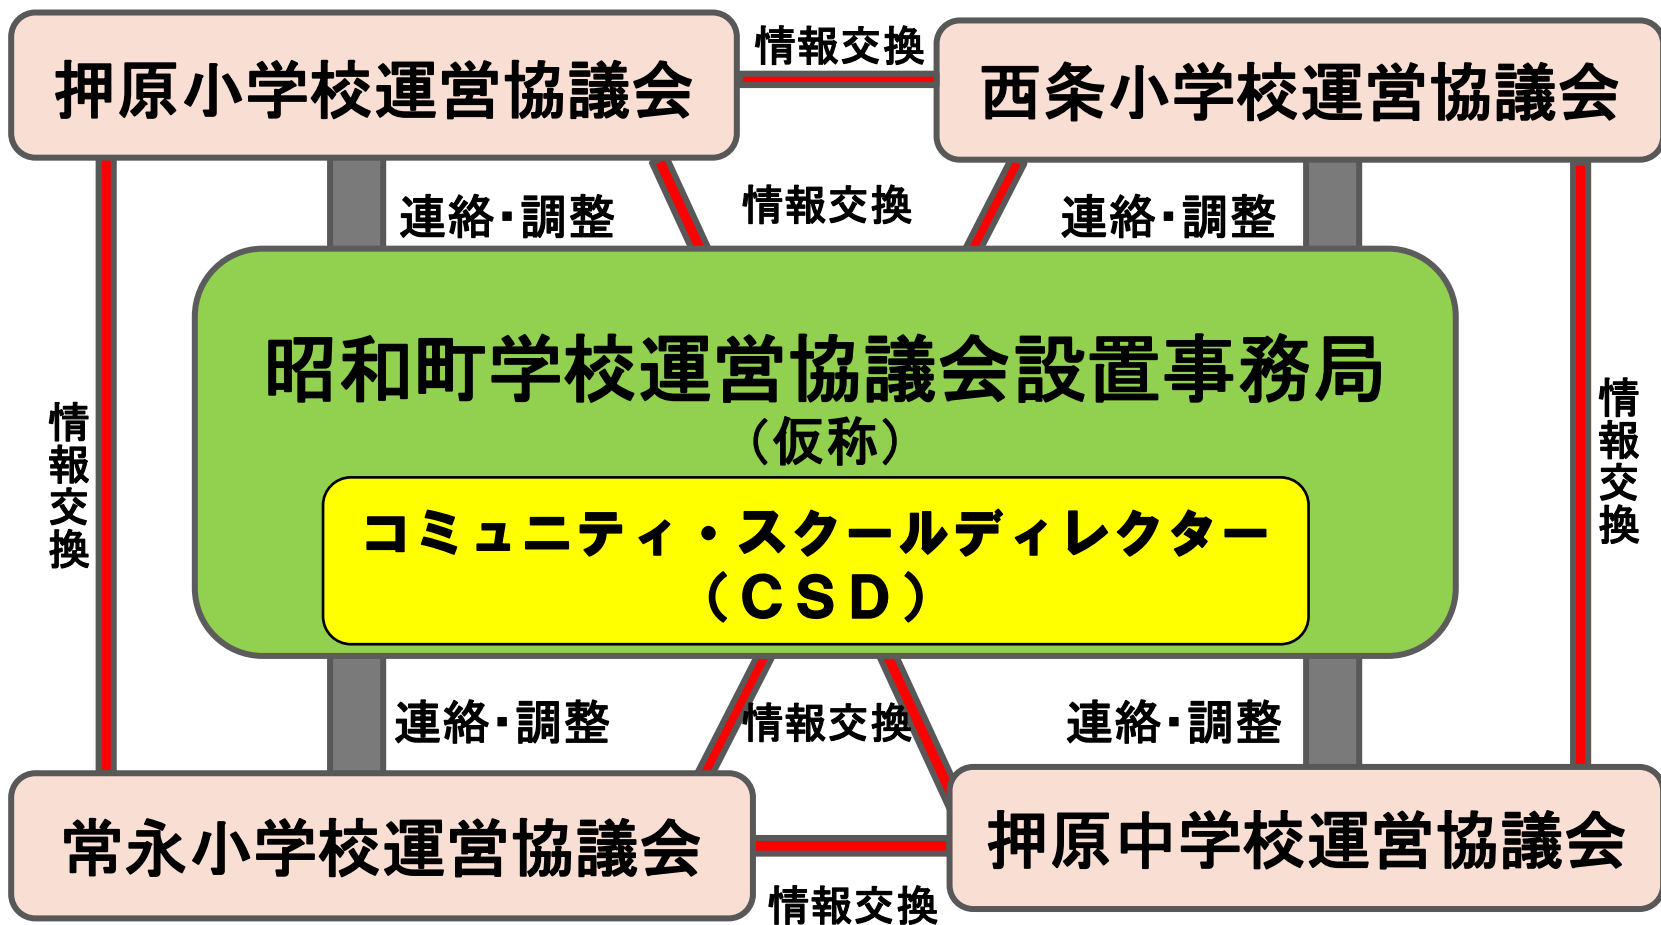 押原小学校運営協議会
情報交換
西条小学校運営協議会
連絡・調整
情報交換
連絡・調整
情報交換
昭和町学校運営協議会設置事務局
（仮称）
コミュニティ・スクールディレクター
（ＣＳＤ）
情報交換
連絡・調整
情報交換
連絡・調整
常永小学校運営協議会
情報交換
押原中学校運営協議会